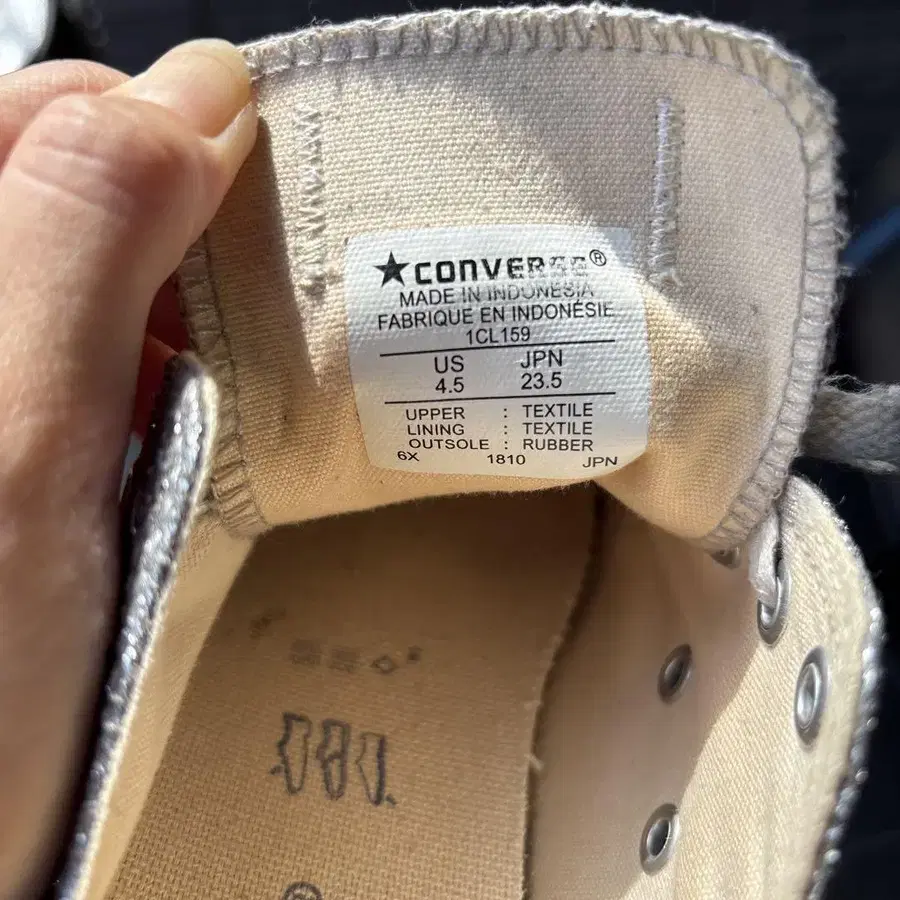 ★CONVERSE®
MADE IN INDONESIA
FABRIQUE EN INDONÉSIE
1CL159
US JPN
4.5 23.5
UPPER : TEXTILE
LINING : TEXTILE
OUTSOLE : RUBBER
6X 1810 JPN